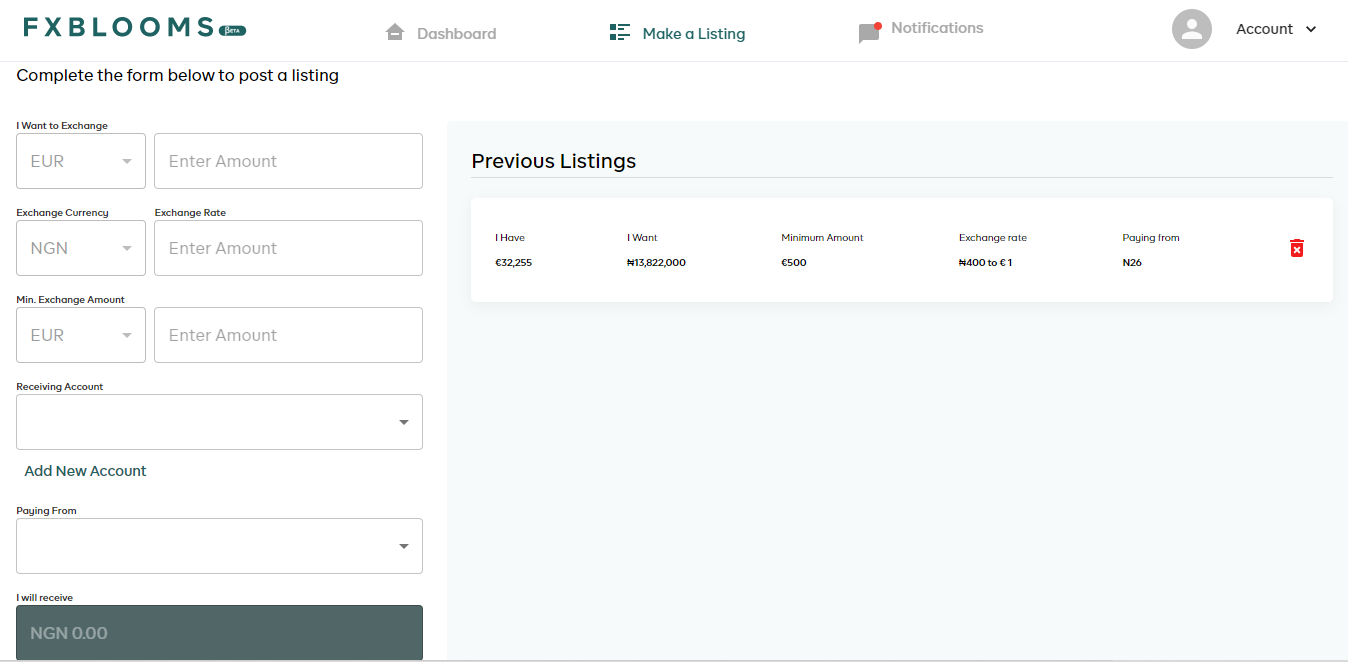 FXBLOOMS BETA
Dashboard
Make a Listing
Notifications
Account
Complete the form below to post a listing
I Want to Exchange
EUR
Enter Amount
Exchange Currency
Exchange Rate
NGN
Enter Amount
Min. Exchange Amount
EUR
Enter Amount
Receiving Account
Add New Account
Paying From
I will receive
NGN 0.00
Previous Listings
I Have
I Want
Minimum Amount
Exchange rate
Paying from
€32,255
₦13,822,000
€500
₦400 to € 1
N26